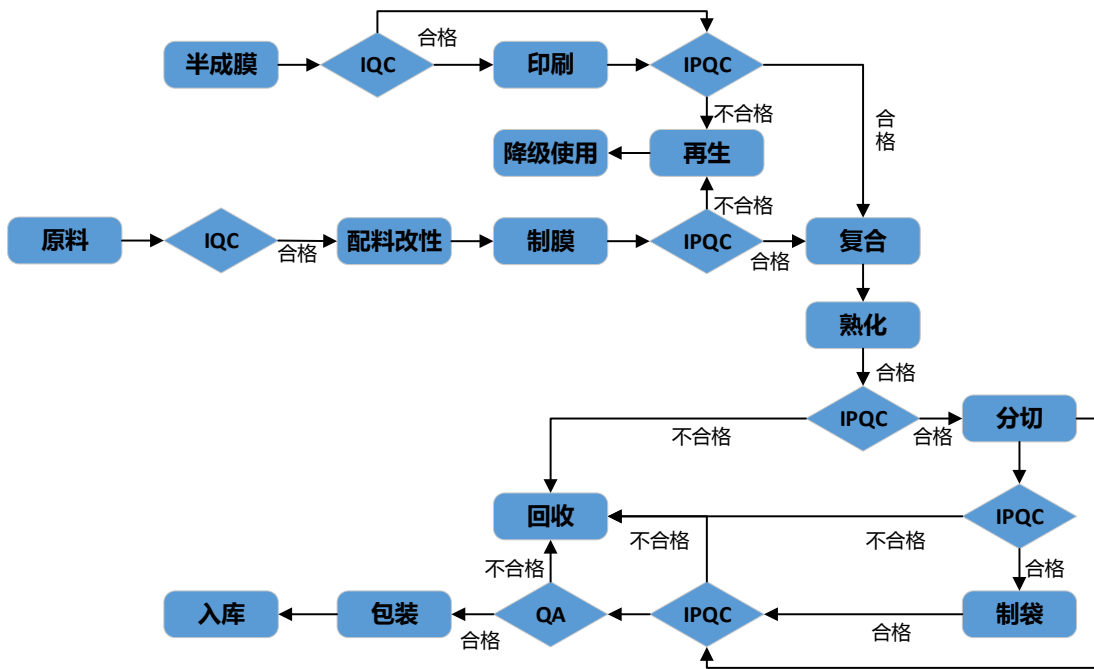 合格
半成膜
IQC
印刷
IPQC
不合格
合
格
降级使用
再生
不合格
原料
IQC
合格
配料改性
制膜
IPQC
合格
复合
熟化
合格
IPQC
不合格
合格
分切
回收
IPQC
不合格
不合格
不合格
合格
入库
包装
合格
QA
IPQC
合格
制袋